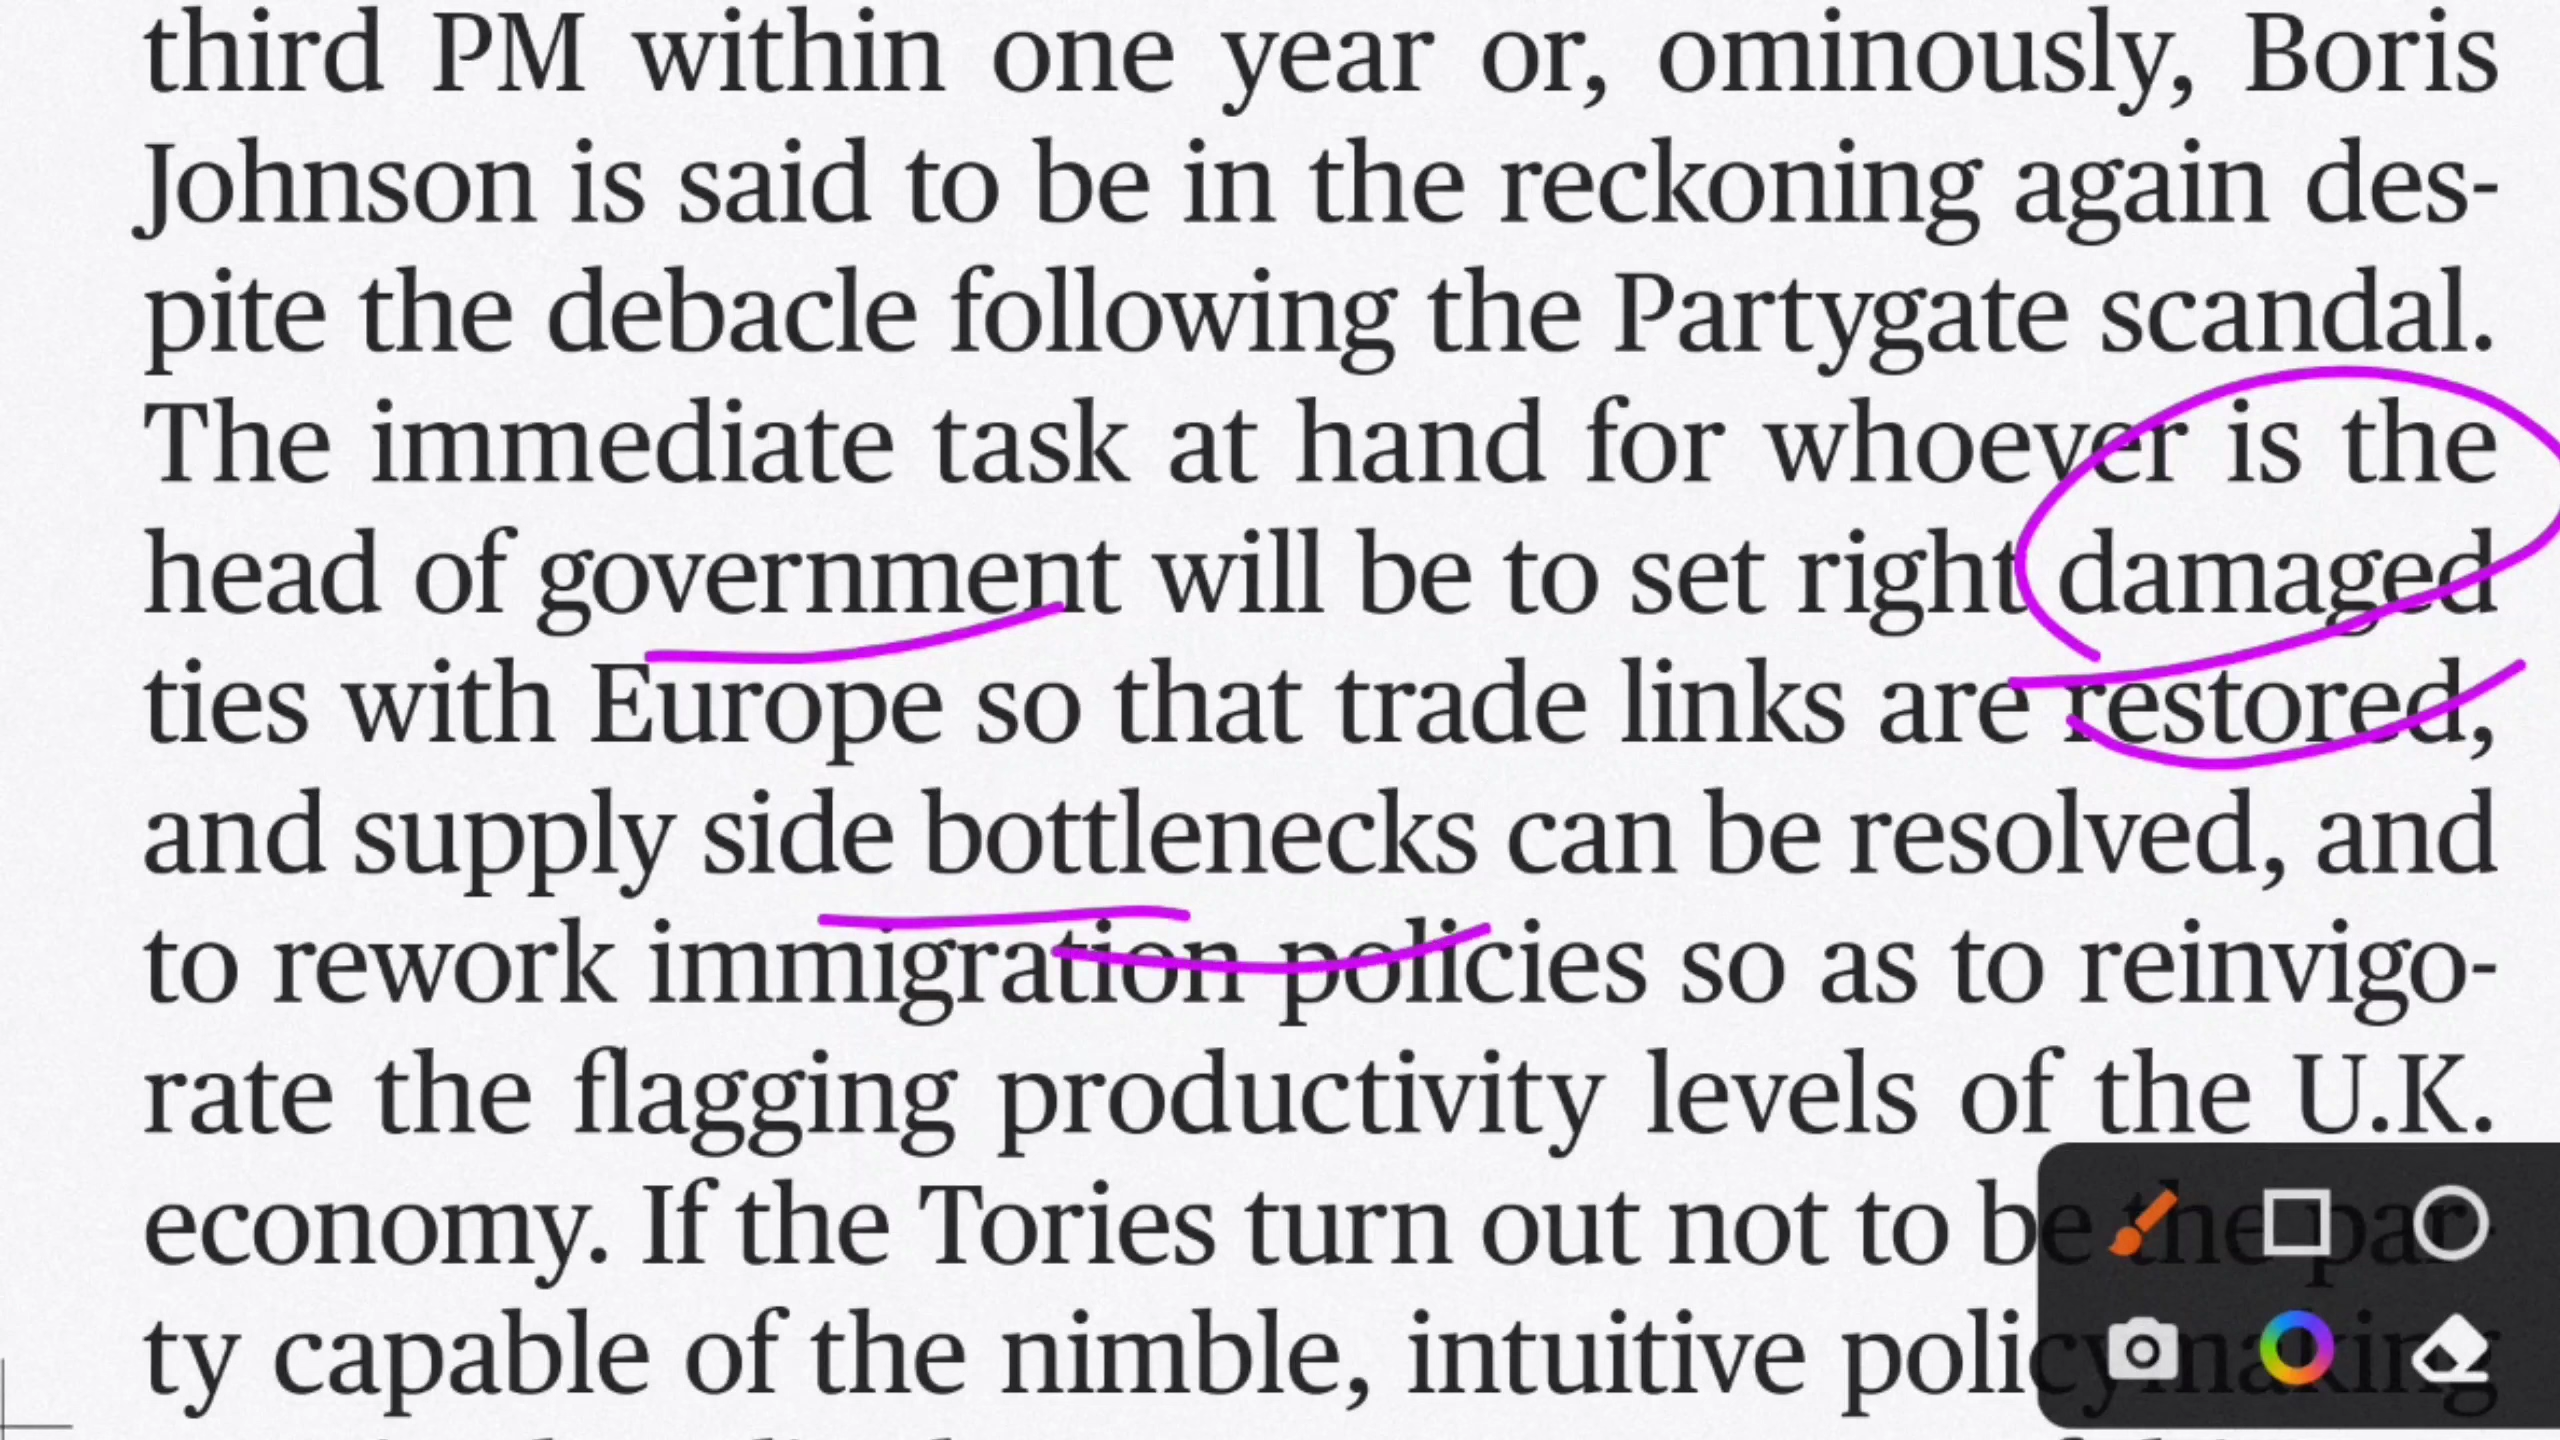 third PM within one year or, ominously, Boris
Johnson is said to be in the reckoning again des-
pite the debacle following the Partygate scandal.
The immediate task at hand for whoever is the
head of government will be to set right damaged
ties with Europe so that trade links are restored,
and supply side bottlenecks can be resolved, and
to rework immigration policies so as to reinvigo-
rate the flagging productivity levels of the U.K.
economy. If the Tories turn out not to be the par-
ty capable of the nimble, intuitive policymaking